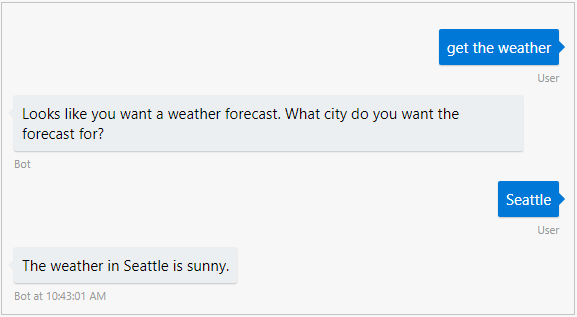 get the weather
User
Looks like you want a weather forecast. What city do you want the
forecast for?
Bot
Seattle
User
The weather in Seattle is sunny.
Bot at 10:43:01 AM